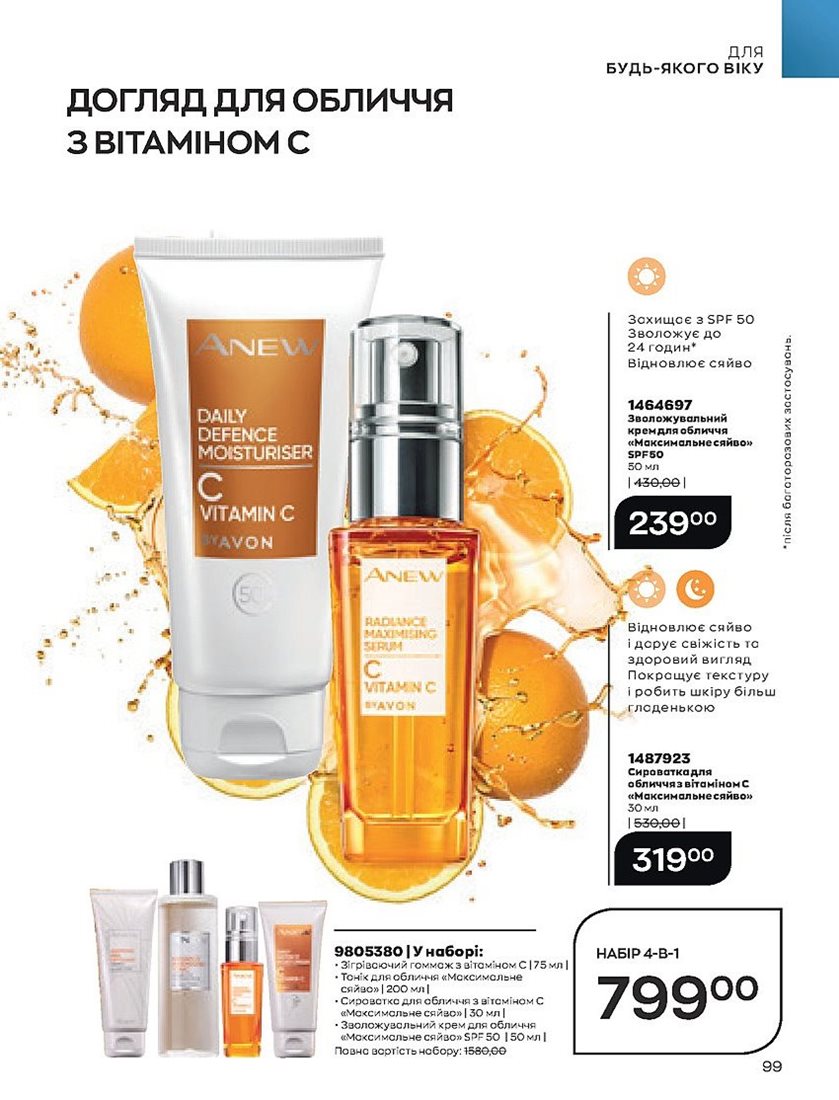 ДЛЯ
БУДЬ-ЯКОГО ВІКУ
ДОГЛЯД ДЛЯ ОБЛИЧЧЯ
З ВІТАМІНОМ С
ANEW
DAILY
DEFENCE
MOISTURISER
C
VITAMIN C
BY AVON
50
ANEW
RADIANCE
MAXIMISING
SERUM
C
VITAMIN C
BY AVON
Захищає з SPF 50
Зволожує до
24 годин*
Відновлює сяйво
1464697
Зволожувальний
крем для обличчя
«Максимальне сяйво»
SPF 50
50 мл
| 430,00 |
239⁰⁰
*після багаторазових застосувань.
Відновлює сяйво
і дарує свіжість та
здоровий вигляд
Покращує текстуру
і робить шкіру більш
гладенькою
1487923
Сироватка для
обличчя з вітаміном С
«Максимальне сяйво»
30 мл
| 530,00 |
319⁰⁰
9805380 | У наборі:
• Зігріваючий гоммаж з вітаміном С | 75 мл |
• Тонік для обличчя «Максимальне
сяйво» | 200 мл |
• Сироватка для обличчя з вітаміном С
«Максимальне сяйво» | 30 мл |
• Зволожувальний крем для обличчя
«Максимальне сяйво» SPF 50 | 50 мл |
Повна вартість набору: 1580,00
НАБІР 4-В-1
799⁰⁰
99